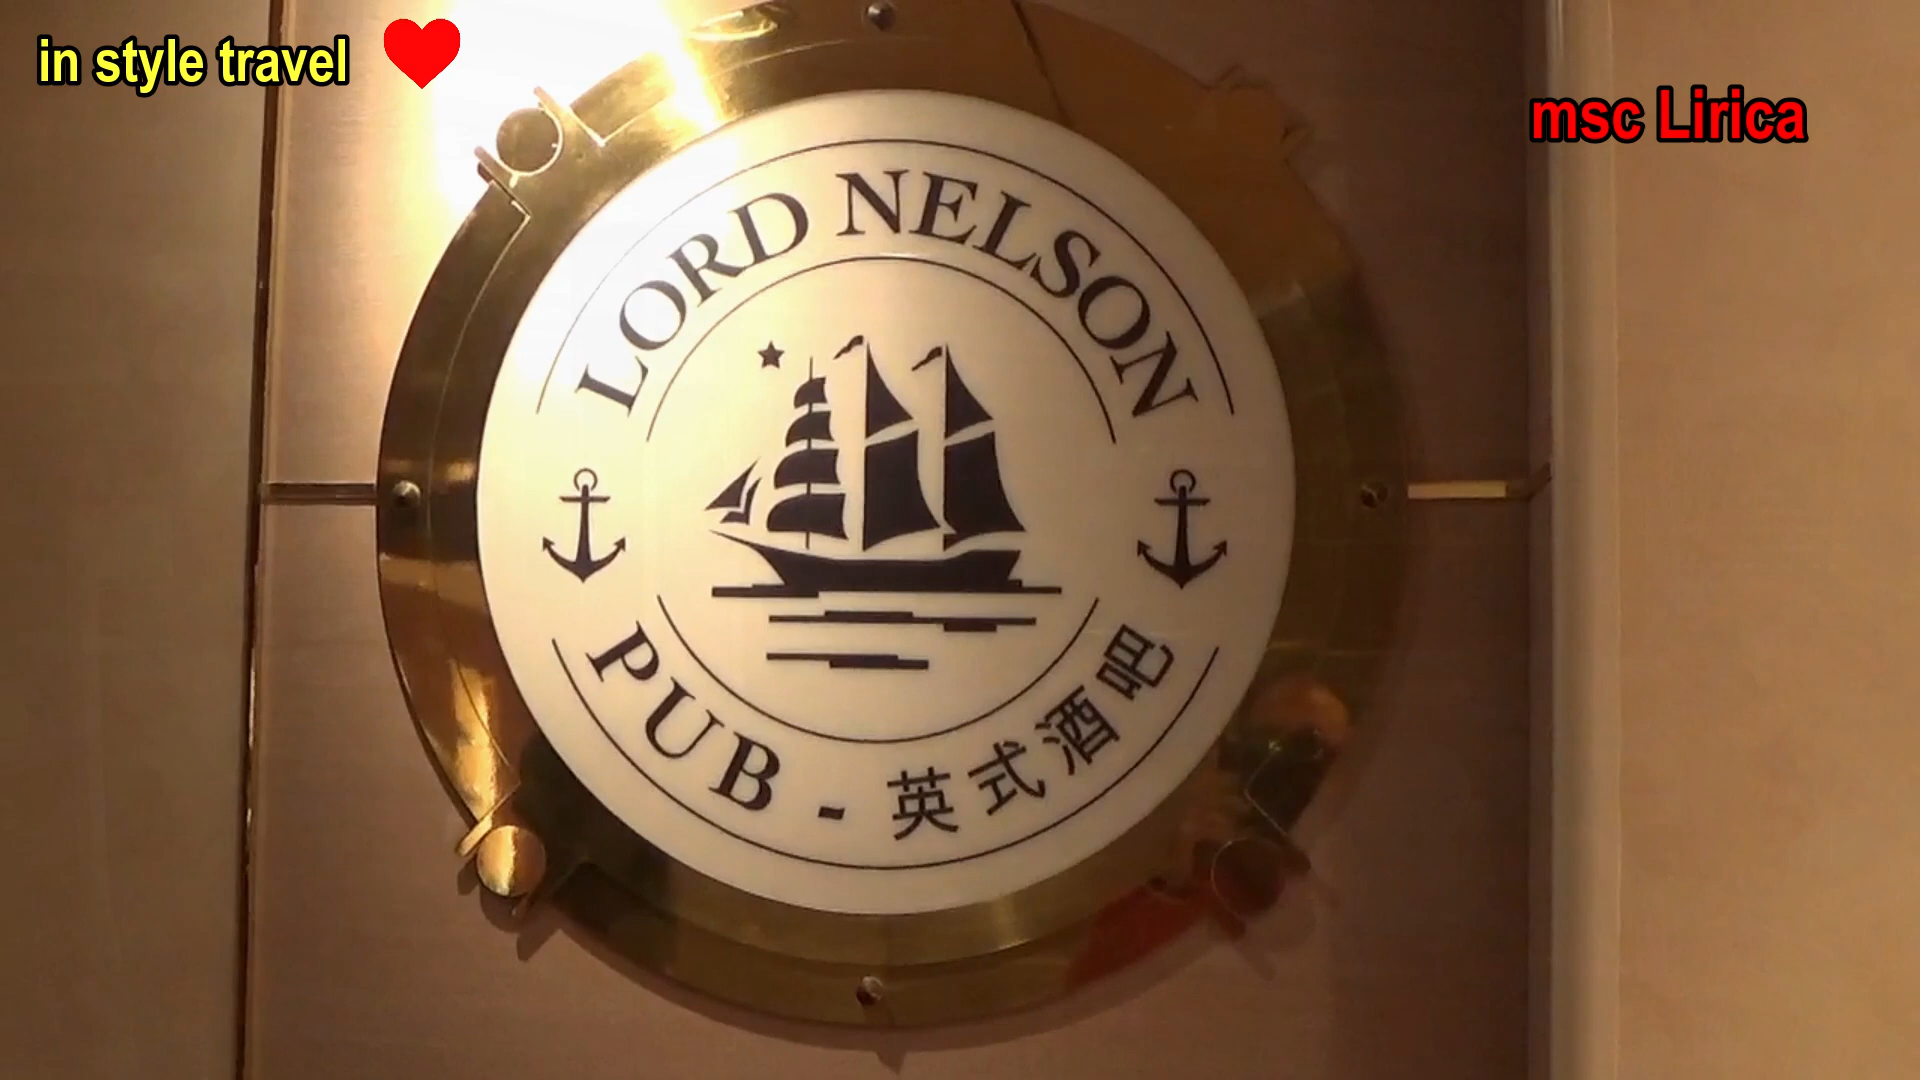 in style travel
msc Lirica
LORD NELSON
PUB - 英式酒吧